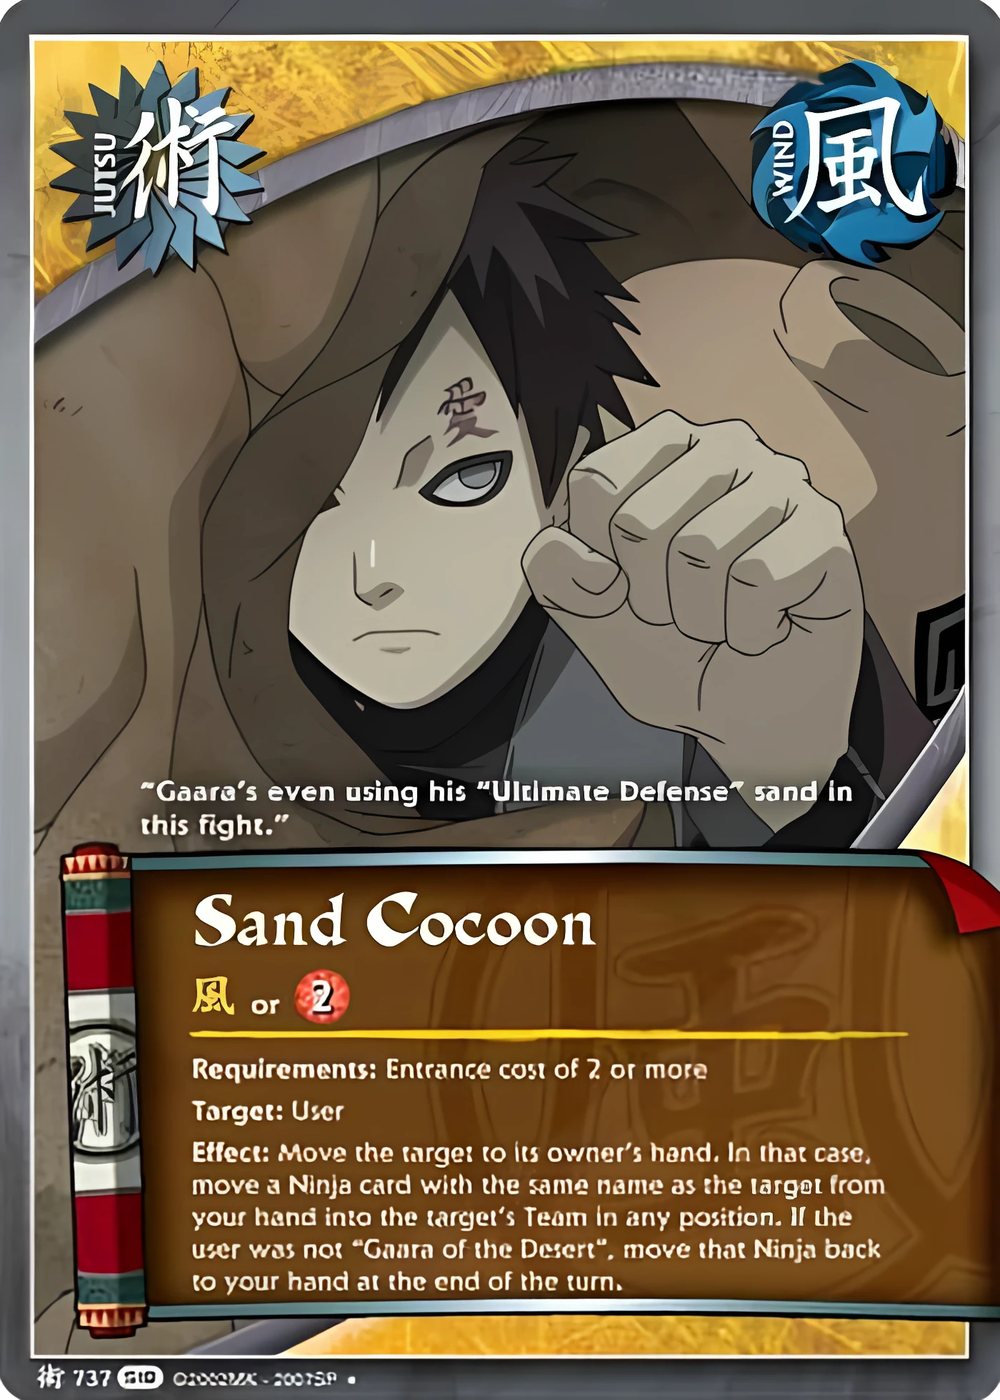 JUTSU 術
WIND 風
愛
"Gaara's even using his "Ultimate Defense" sand in
this fight."
Sand Cocoon
風 or 2
Requirements: Entrance cost of 2 or more
Target: User
Effect: Move the target to its owner's hand. In that case,
move a Ninja card with the same name as the target from
your hand into the target's Team in any position. If the
user was not "Gaara of the Desert", move that Ninja back
to your hand at the end of the turn.
術 737